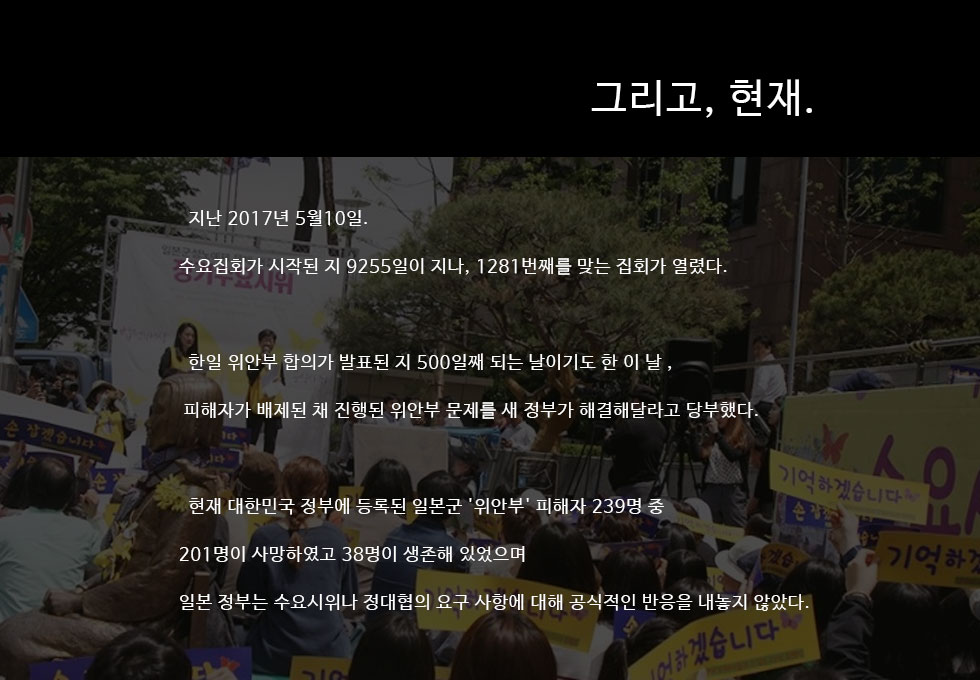 그리고, 현재.
지난 2017년 5월10일.
수요집회가 시작된 지 9255일이 지나, 1281번째를 맞는 집회가 열렸다.
한일 위안부 합의가 발표된 지 500일째 되는 날이기도 한 이 날 ,
피해자가 배제된 채 진행된 위안부 문제를 새 정부가 해결해달라고 당부했다.
현재 대한민국 정부에 등록된 일본군 '위안부' 피해자 239명 중
201명이 사망하였고 38명이 생존해 있었으며
일본 정부는 수요시위나 정대협의 요구 사항에 대해 공식적인 반응을 내놓지 않았다.
정기수요시위
손 잡겠습니다
기억하겠습니다
수요
기억하
기억하겠습니다